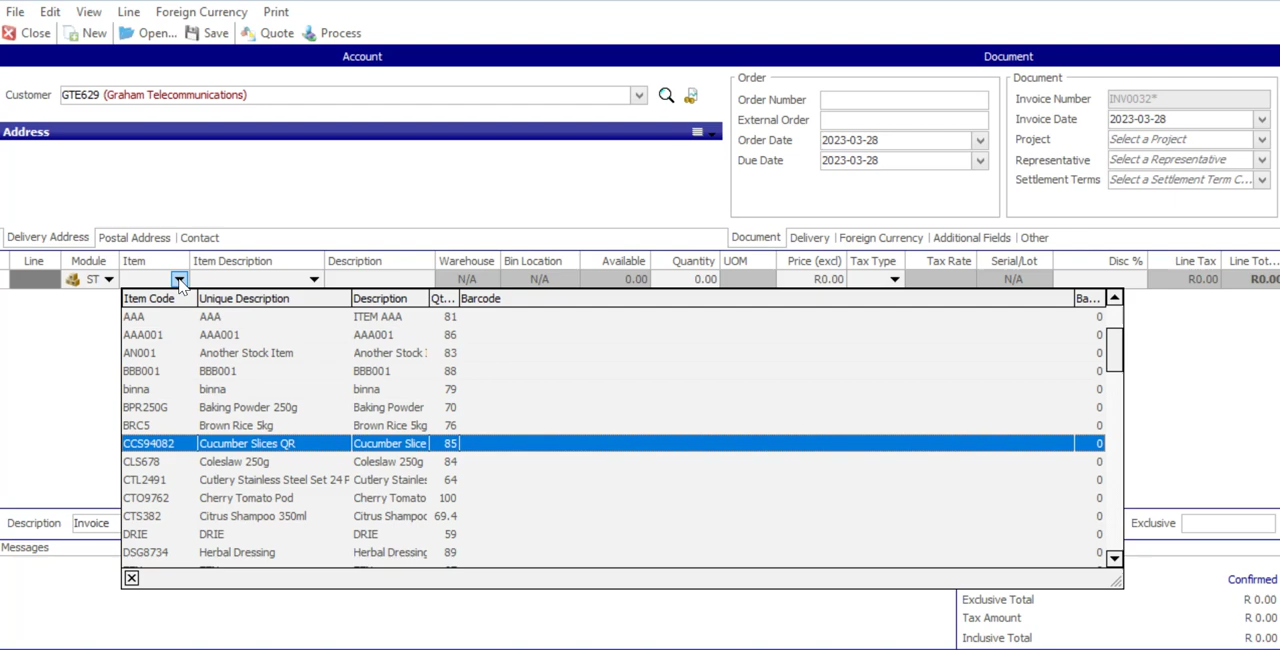 File Edit View Line Foreign Currency Print
Close New Open... Save Quote Process
Account Document
Customer GTE629 (Graham Telecommunications)
Address
Order
Order Number
External Order
Order Date 2023-03-28
Due Date 2023-03-28
Document
Invoice Number INV0032*
Invoice Date 2023-03-28
Project Select a Project
Representative Select a Representative
Settlement Terms Select a Settlement Term C...
Delivery Address Postal Address Contact
Document Delivery Foreign Currency Additional Fields Other
Line Module Item Item Description Description Warehouse Bin Location Available Quantity UOM Price (excl) Tax Type Tax Rate Serial/Lot Disc % Line Tax Line Tot...
ST N/A N/A 0.00 0.00 R0.00 N/A R0.00 R0.00
Item Code Unique Description Description Qt... Barcode Ba...
AAA AAA ITEM AAA 81 0
AAA001 AAA001 AAA001 86 0
AN001 Another Stock Item Another Stock I 83 0
BBB001 BBB001 BBB001 88 0
binna binna binna 79 0
BPR250G Baking Powder 250g Baking Powder 70 0
BRC5 Brown Rice 5kg Brown Rice 5kg 76 0
CCS94082 Cucumber Slices QR Cucumber Slice 85 0
CLS678 Coleslaw 250g Coleslaw 250g 84 0
CTL2491 Cutlery Stainless Steel Set 24 P Cutlery Stainles 64 0
CTO9762 Cherry Tomato Pod Cherry Tomato 100 0
CTS382 Citrus Shampoo 350ml Citrus Shampoc 69.4 0
DRIE DRIE DRIE 59 0
DSG8734 Herbal Dressing Herbal Dressing 89 0
Description Invoice Exclusive
Messages
Confirmed
Exclusive Total R 0.00
Tax Amount R 0.00
Inclusive Total R 0.00